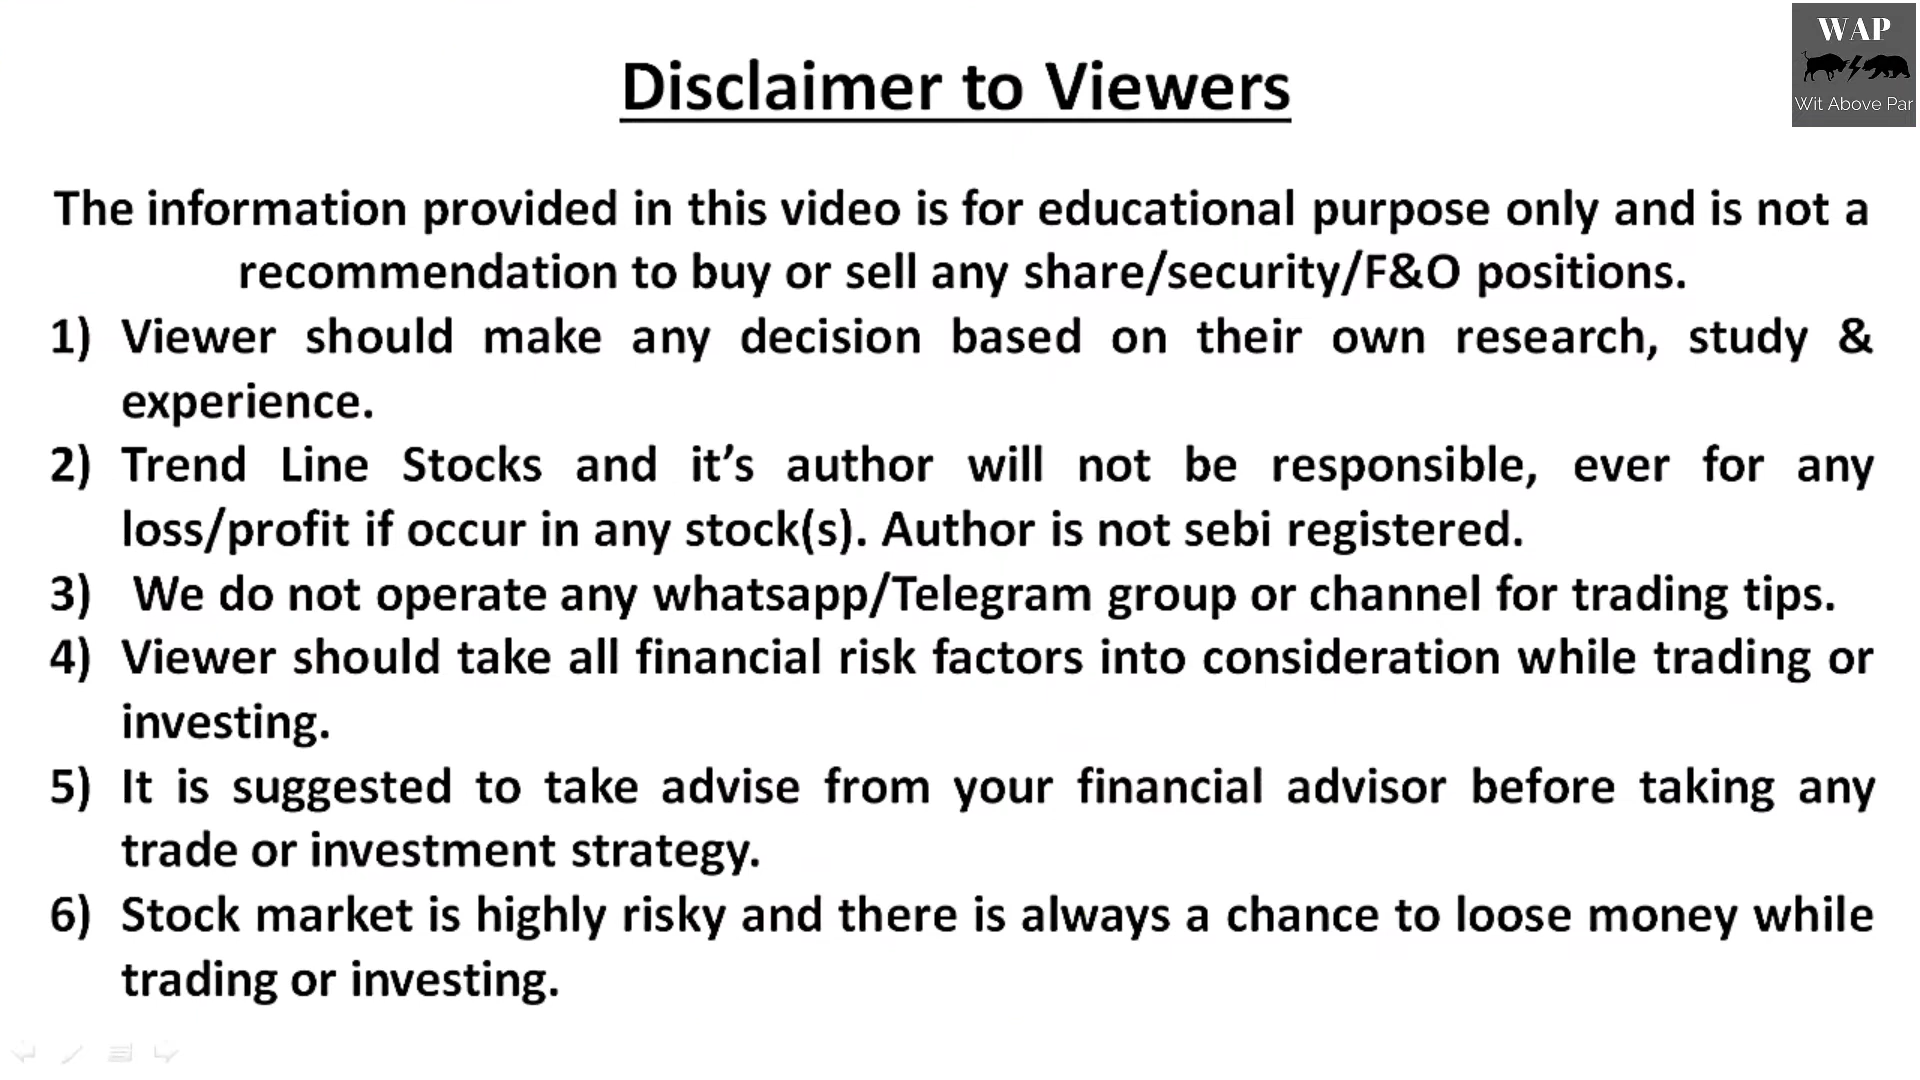 WAP
Wit Above Par
Disclaimer to Viewers
The information provided in this video is for educational purpose only and is not a
recommendation to buy or sell any share/security/F&O positions.
1) Viewer should make any decision based on their own research, study &
experience.
2) Trend Line Stocks and it’s author will not be responsible, ever for any
loss/profit if occur in any stock(s). Author is not sebi registered.
3) We do not operate any whatsapp/Telegram group or channel for trading tips.
4) Viewer should take all financial risk factors into consideration while trading or
investing.
5) It is suggested to take advise from your financial advisor before taking any
trade or investment strategy.
6) Stock market is highly risky and there is always a chance to loose money while
trading or investing.